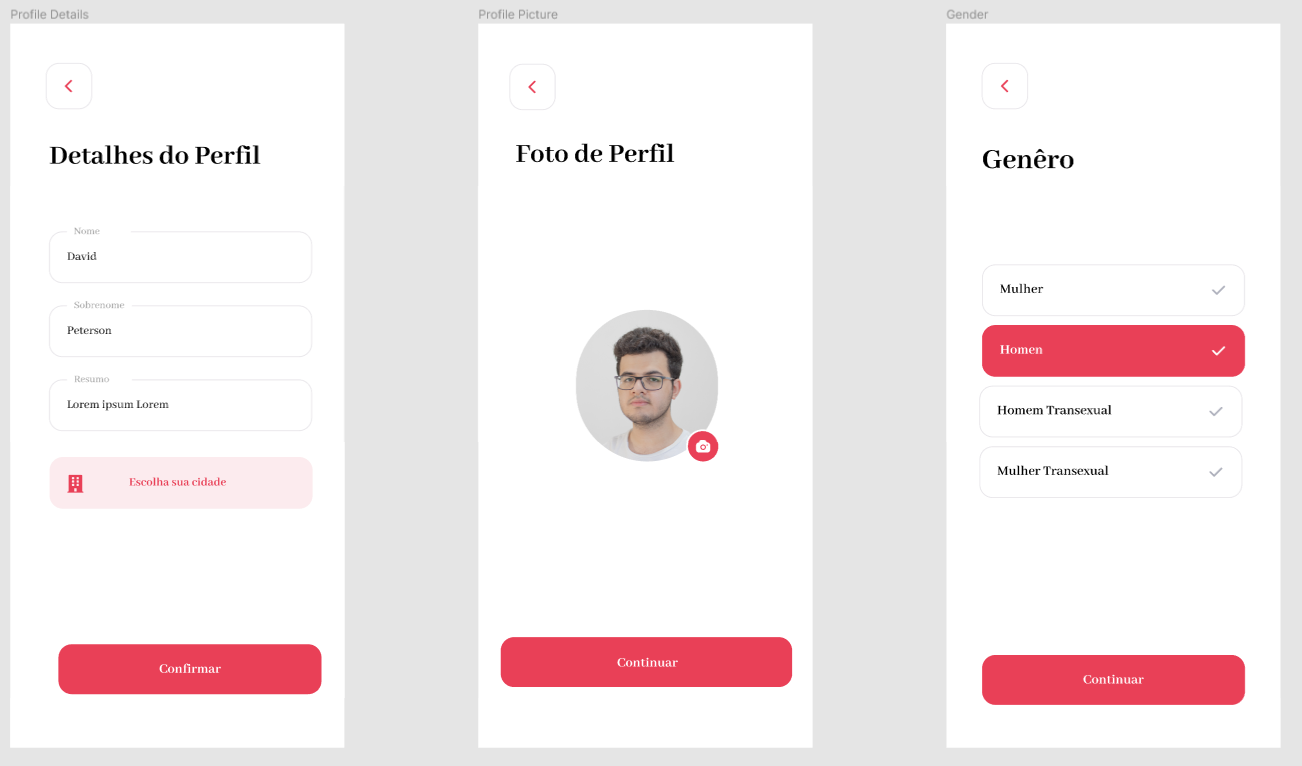 Profile Details
Detalhes do Perfil
Nome
David
Sobrenome
Peterson
Resumo
Lorem ipsum Lorem
Escolha sua cidade
Confirmar
Profile Picture
Foto de Perfil
Continuar
Gender
Genêro
Mulher
Homen
Homem Transexual
Mulher Transexual
Continuar